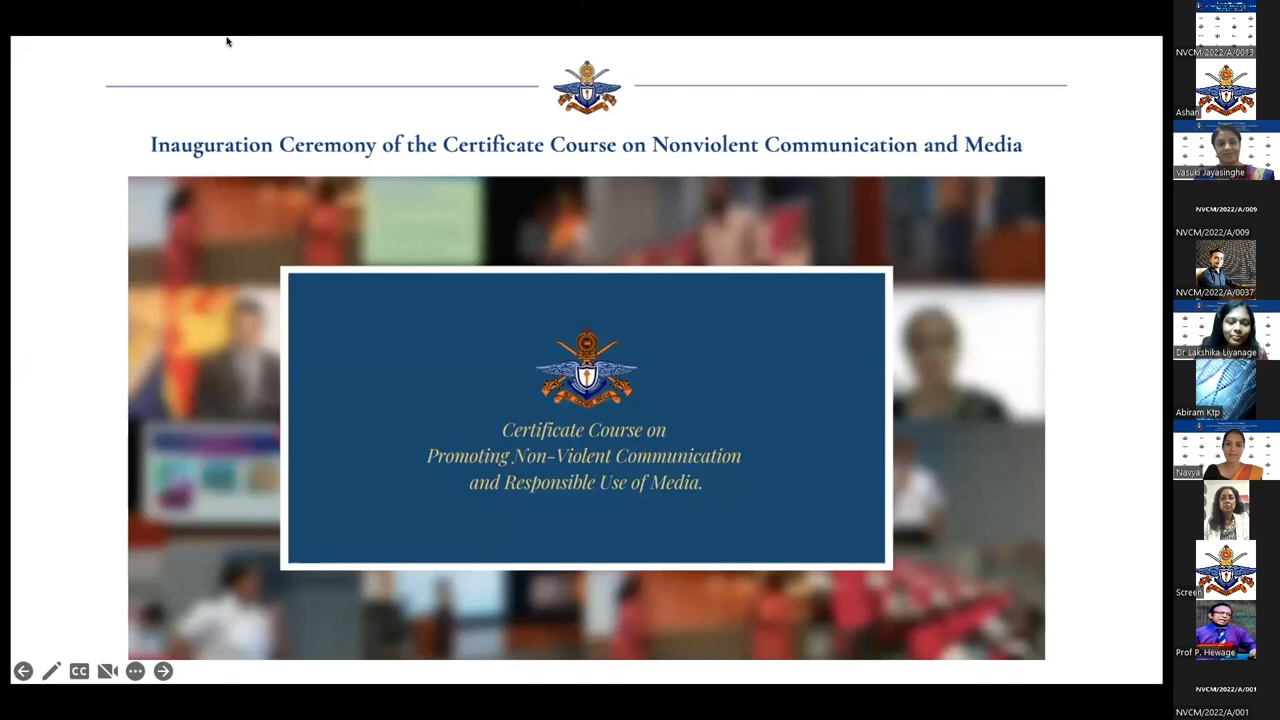 Inauguration Ceremony of the Certificate Course on Nonviolent Communication and Media
Certificate Course on
Promoting Non-Violent Communication
and Responsible Use of Media.
CC
NVCM/2022/A/0013
Ashan
Vasuki Jayasinghe
NVCM/2022/A/009
NVCM/2022/A/009
NVCM/2022/A/0037
Dr Lakshika Liyanage
Abiram Ktp
Navya
Screen
Prof P. Hewage
NVCM/2022/A/001
NVCM/2022/A/001